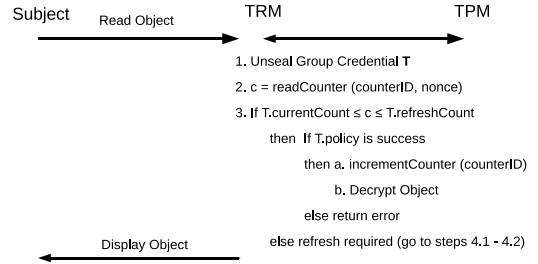 Subject TRM TPM
Read Object
1. Unseal Group Credential T
2. c = readCounter (counterID, nonce)
3. If T.currentCount ≤ c ≤ T.refreshCount
then If T.policy is success
then a. incrementCounter (counterID)
b. Decrypt Object
else return error
Display Object else refresh required (go to steps 4.1 - 4.2)